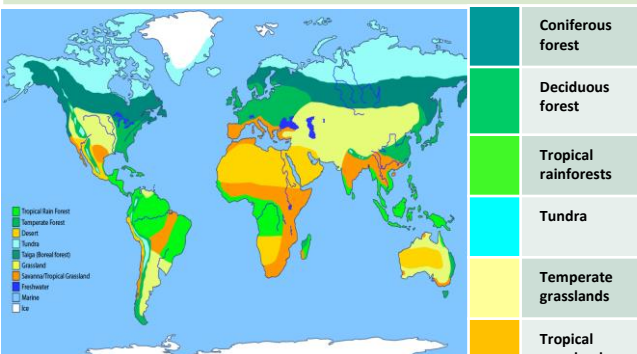 Tropical Rain Forest
Temperate Forest
Desert
Tundra
Taiga (Boreal forest)
Grassland
Savanna/Tropical Grassland
Freshwater
Marine
Ice
Coniferous
forest
Deciduous
forest
Tropical
rainforests
Tundra
Temperate
grasslands
Tropical